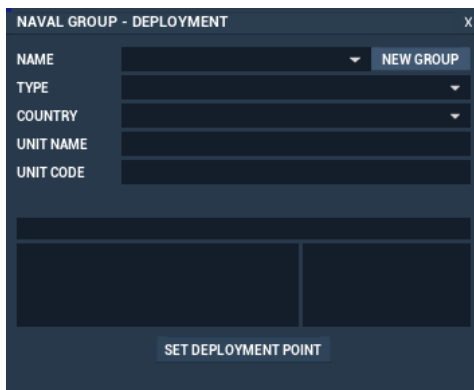 NAVAL GROUP - DEPLOYMENT X
NAME NEW GROUP
TYPE
COUNTRY
UNIT NAME
UNIT CODE
SET DEPLOYMENT POINT